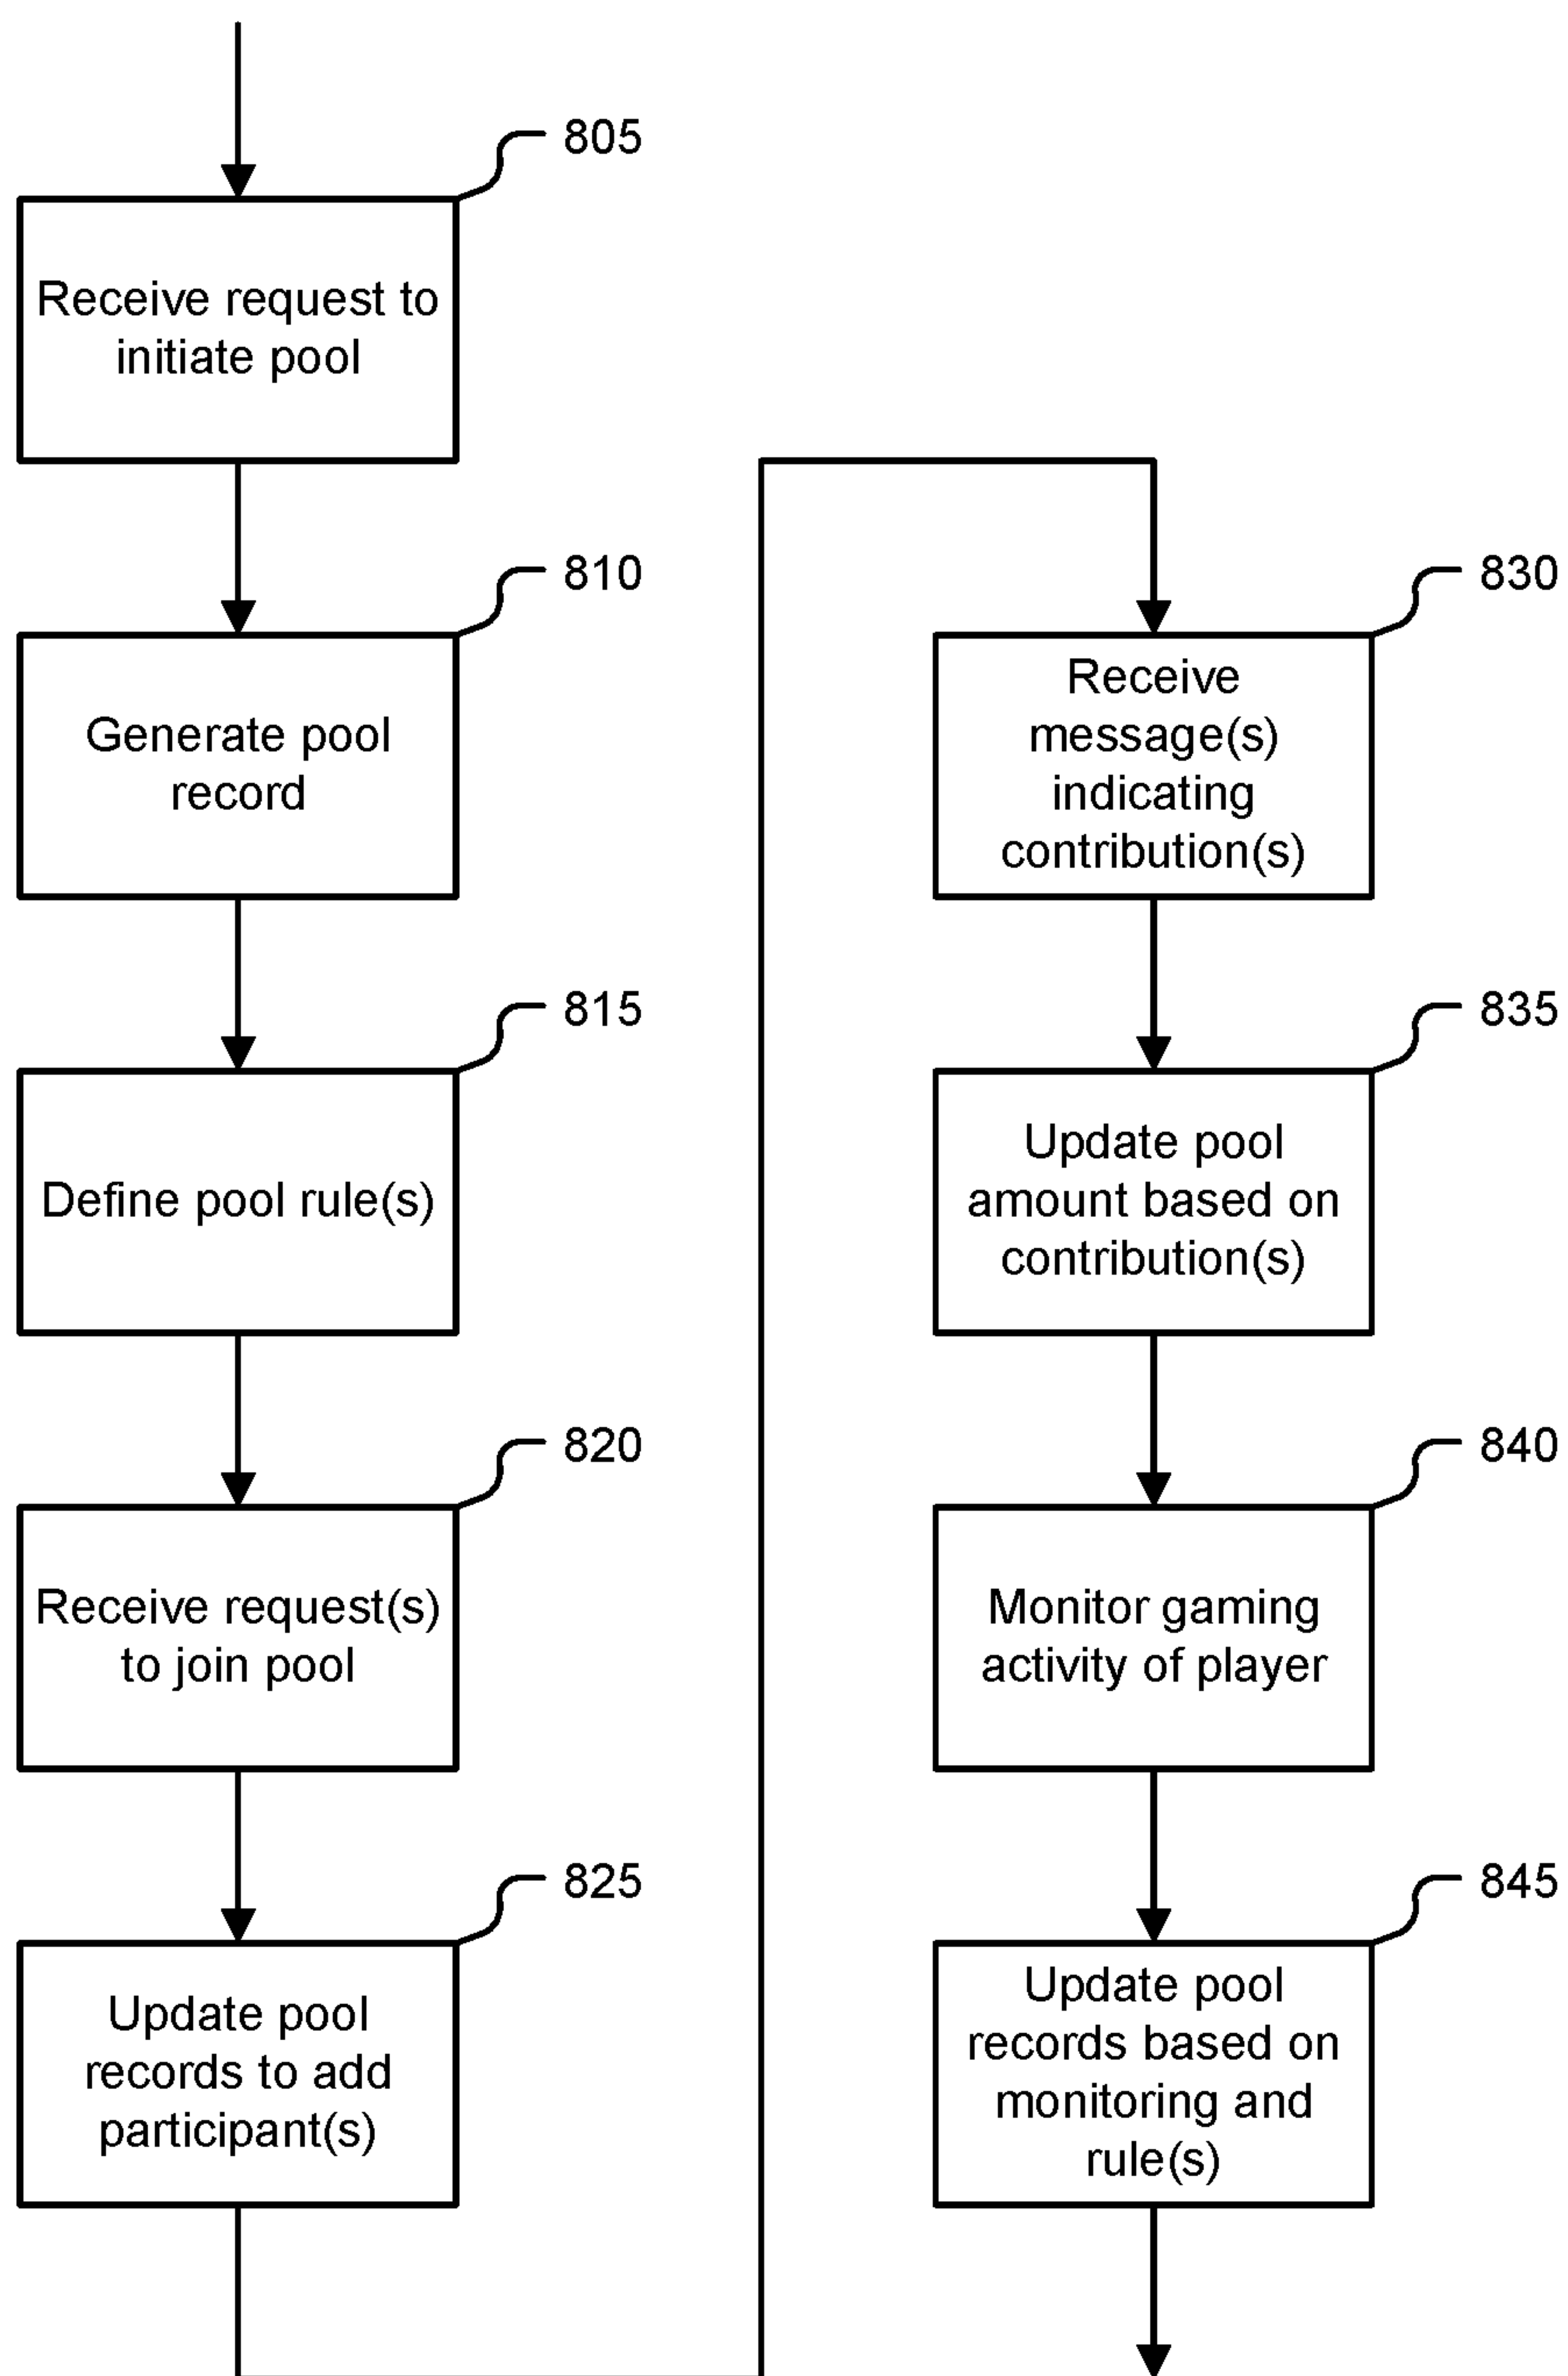 805
Receive request to
initiate pool
810
Generate pool
record
815
Define pool rule(s)
820
Receive request(s)
to join pool
825
Update pool
records to add
participant(s)
830
Receive
message(s)
indicating
contribution(s)
835
Update pool
amount based on
contribution(s)
840
Monitor gaming
activity of player
845
Update pool
records based on
monitoring and
rule(s)